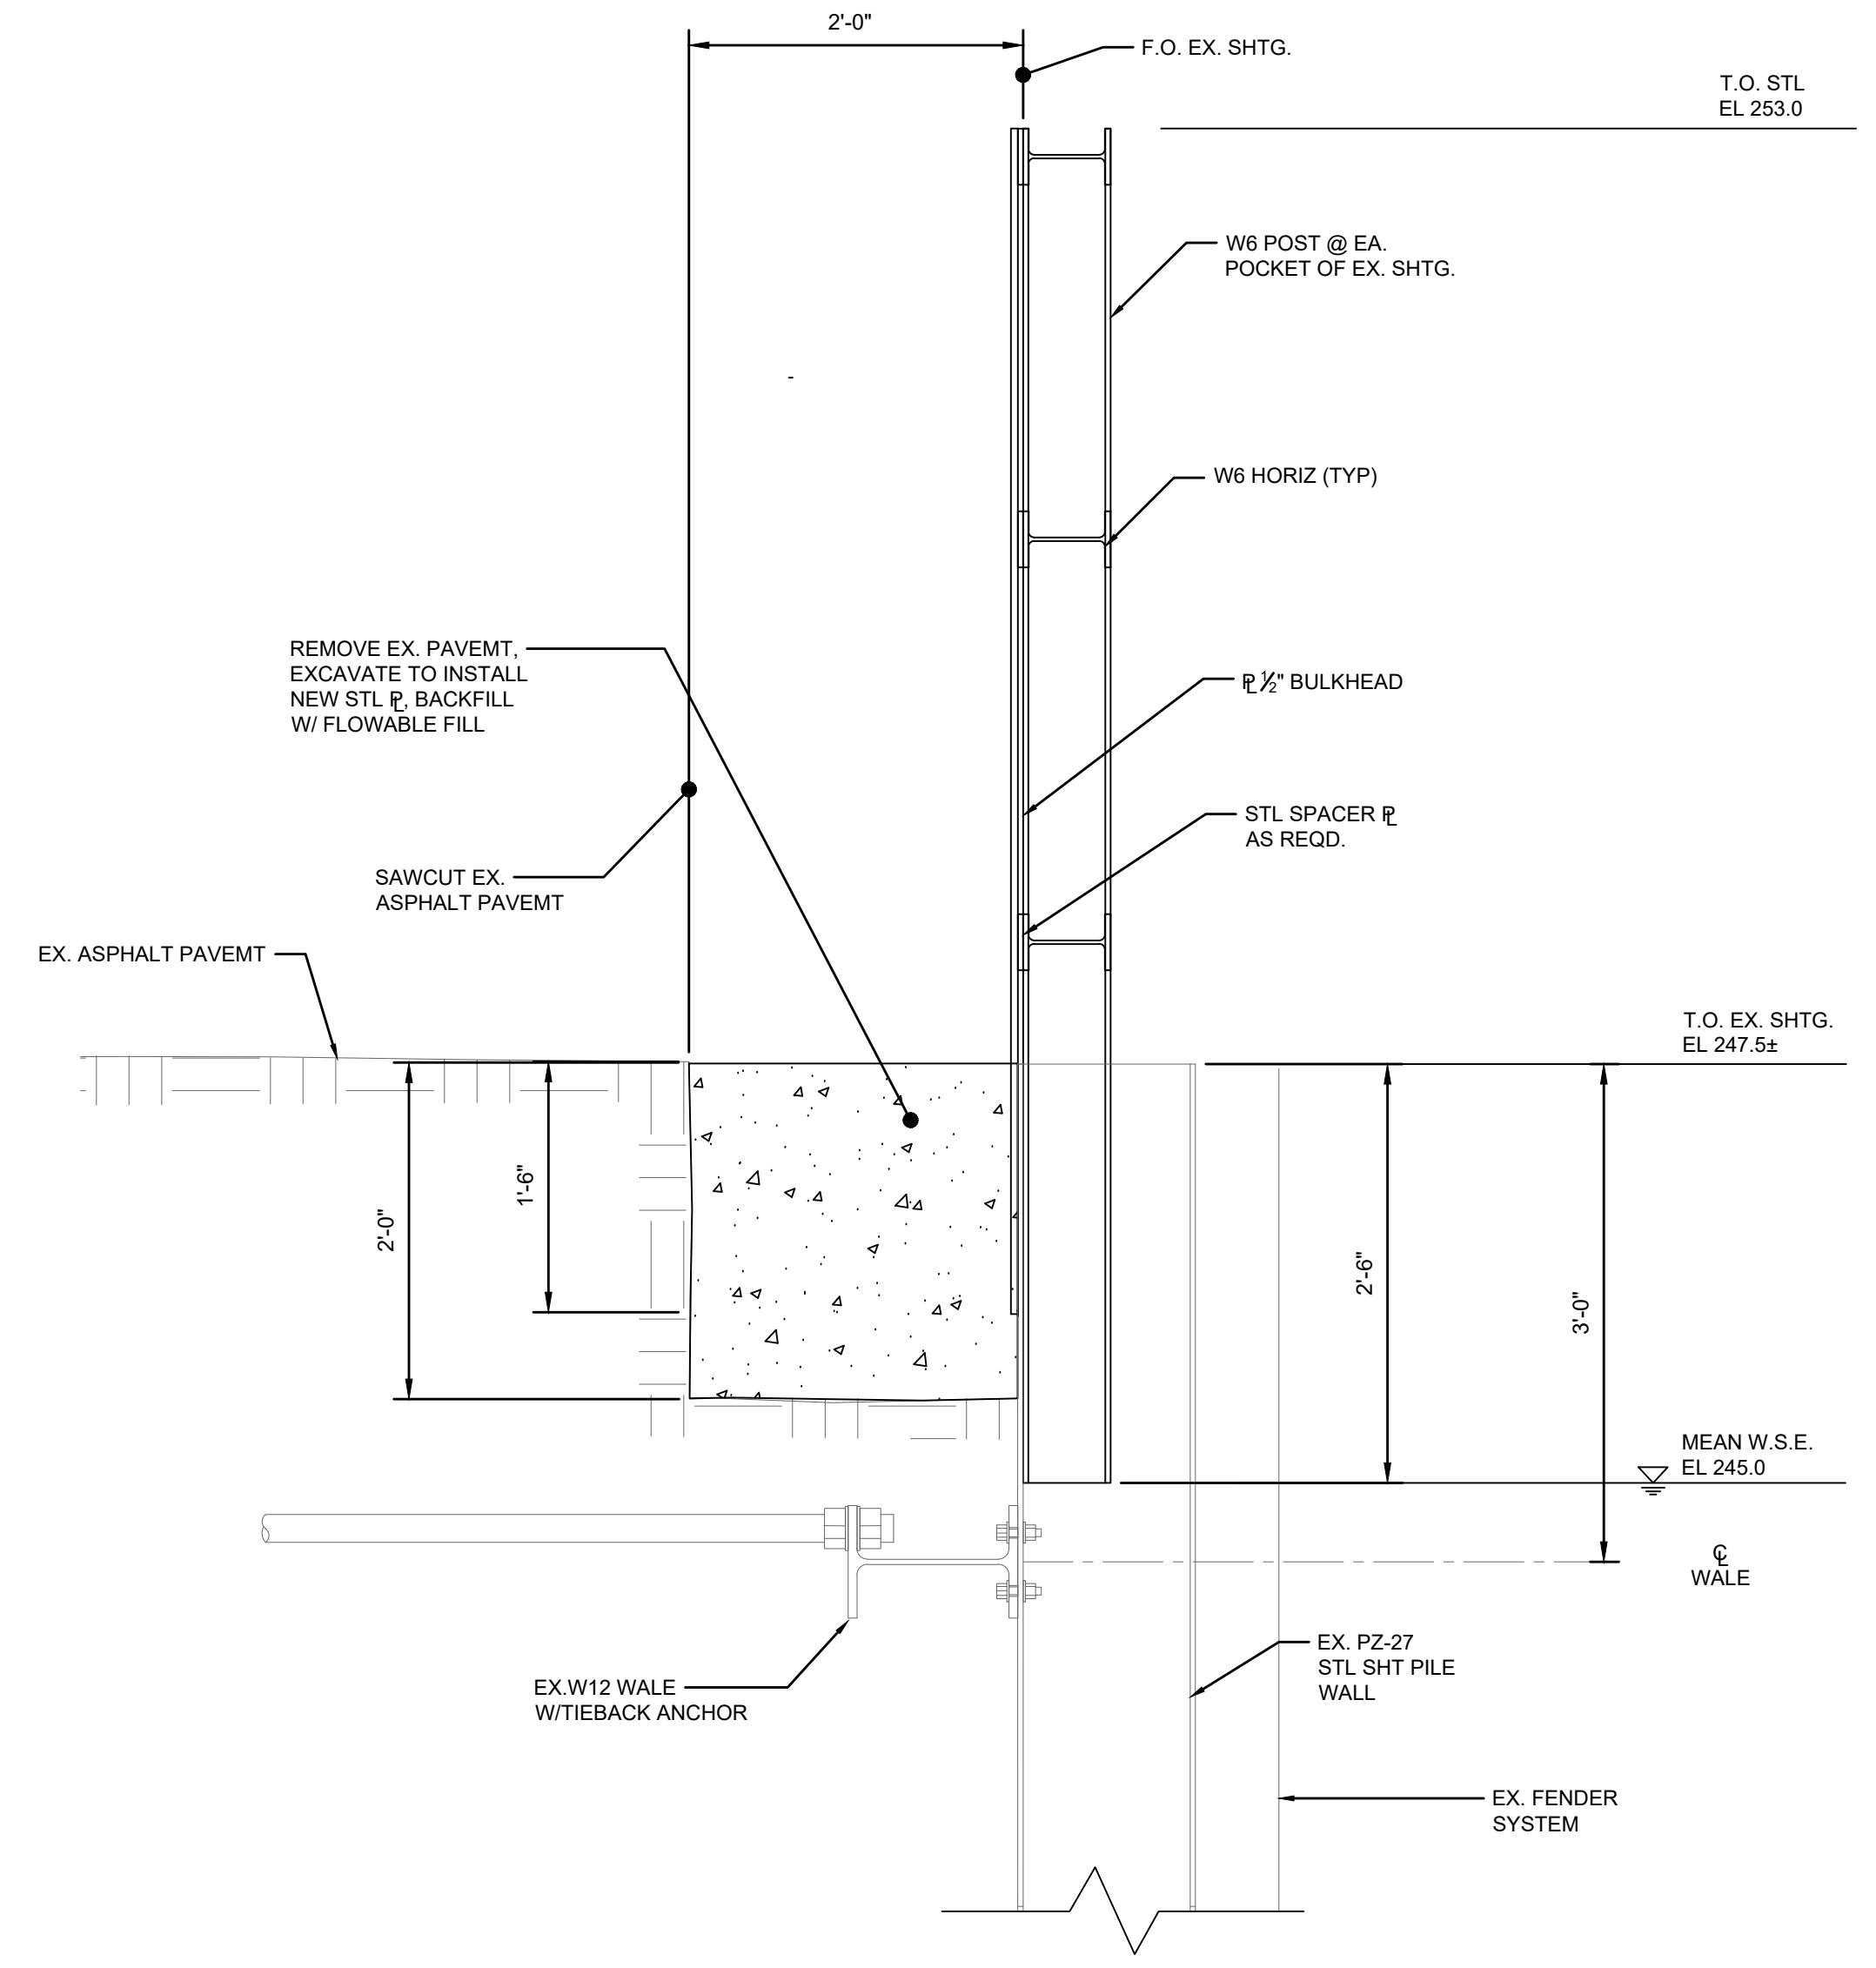 2'-0"
F.O. EX. SHTG.
T.O. STL
EL 253.0
W6 POST @ EA.
POCKET OF EX. SHTG.
-
W6 HORIZ (TYP)
REMOVE EX. PAVEMT,
EXCAVATE TO INSTALL
NEW STL PL, BACKFILL
W/ FLOWABLE FILL
PL ½" BULKHEAD
STL SPACER PL
AS REQD.
SAWCUT EX.
ASPHALT PAVEMT
EX. ASPHALT PAVEMT
T.O. EX. SHTG.
EL 247.5±
1'-6"
2'-0"
2'-6"
3'-0"
MEAN W.S.E.
EL 245.0
CL
WALE
EX. PZ-27
STL SHT PILE
WALL
EX.W12 WALE
W/TIEBACK ANCHOR
EX. FENDER
SYSTEM